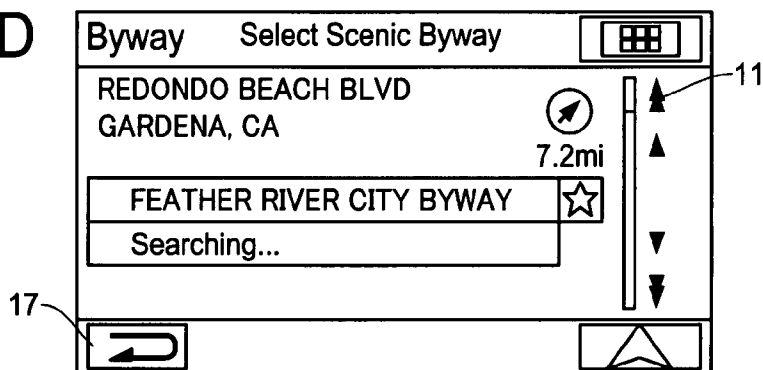 D
Byway Select Scenic Byway
11
REDONDO BEACH BLVD
GARDENA, CA
7.2mi
FEATHER RIVER CITY BYWAY
Searching...
17